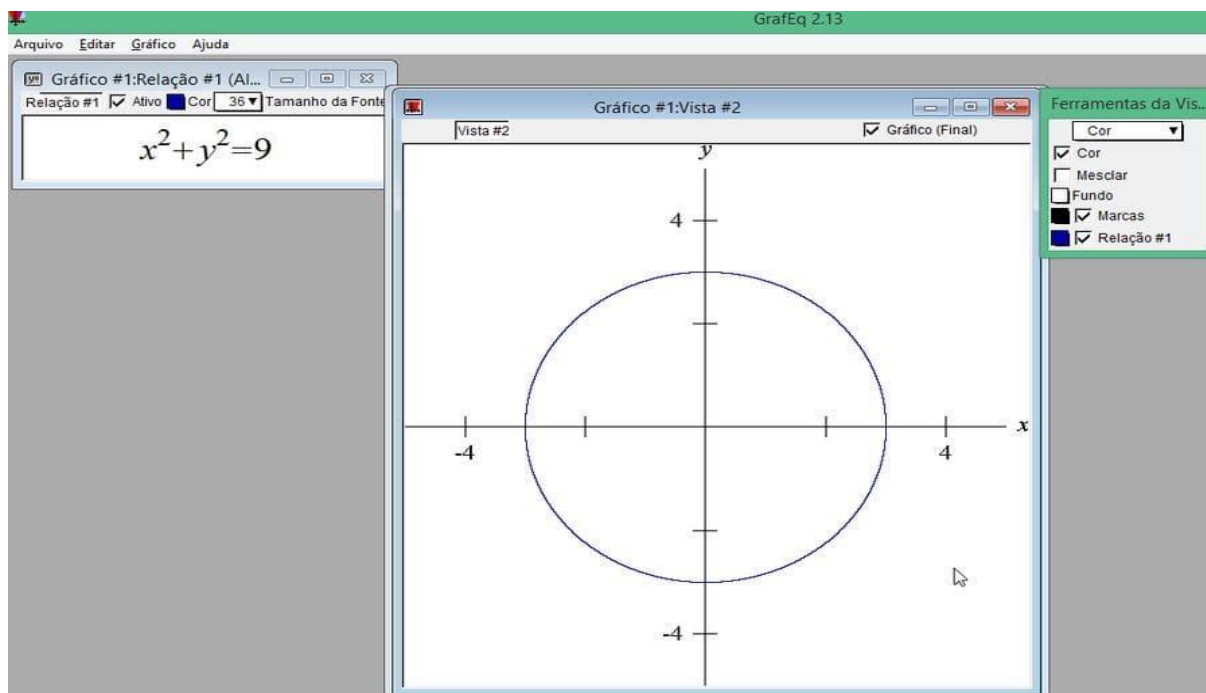 GrafEq 2.13
Arquivo Editar Gráfico Ajuda
Gráfico #1:Relação #1 (Al...
Relação #1 Ativo Cor 36 Tamanho da Fonte
x²+y²=9
Gráfico #1:Vista #2
Vista #2 Gráfico (Final)
y
4
x
-4 4
-4
Ferramentas da Vis...
Cor
Cor
Mesclar
Fundo
Marcas
Relação #1